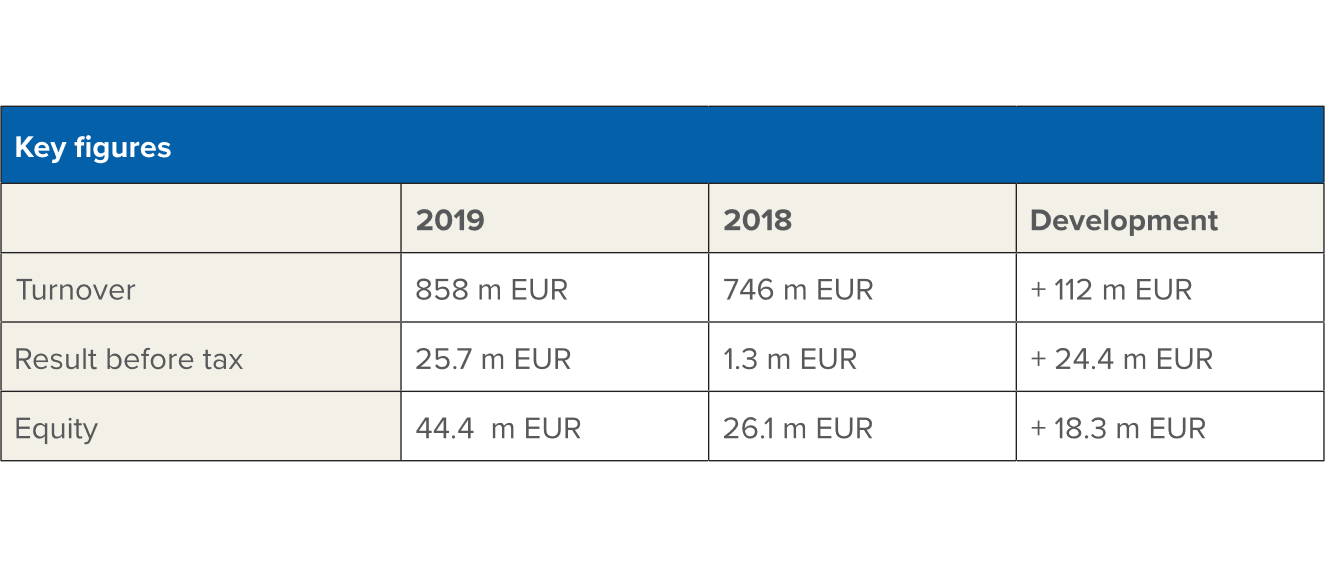 Key figures
2019 2018 Development
Turnover 858 m EUR 746 m EUR + 112 m EUR
Result before tax 25.7 m EUR 1.3 m EUR + 24.4 m EUR
Equity 44.4  m EUR 26.1 m EUR + 18.3 m EUR